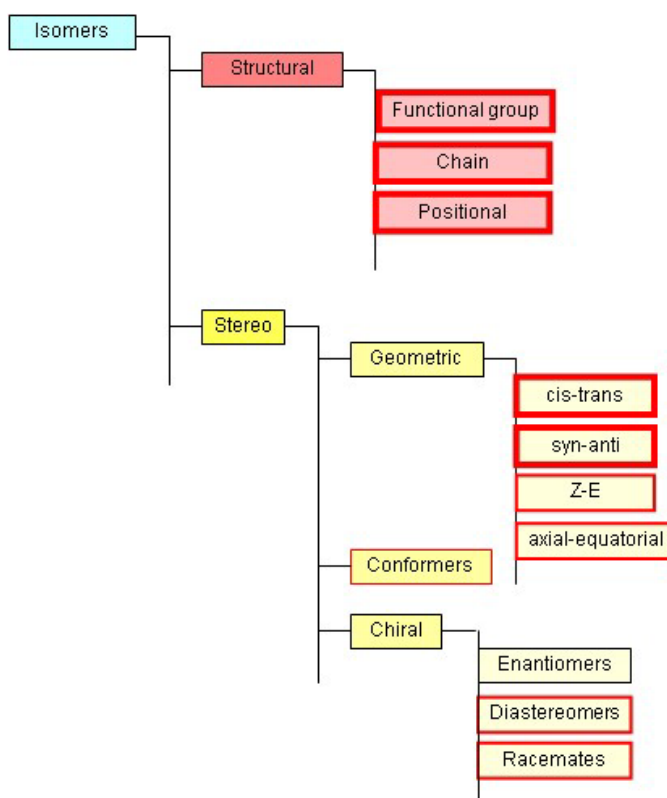 Isomers
Structural
Functional group
Chain
Positional
Stereo
Geometric
cis-trans
syn-anti
Z-E
axial-equatorial
Conformers
Chiral
Enantiomers
Diastereomers
Racemates